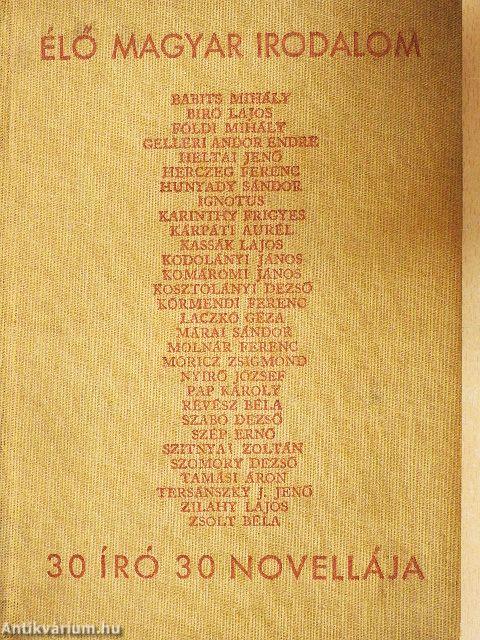 ÉLŐ MAGYAR IRODALOM
BABITS MIHÁLY
BIRÓ LAJOS
FÖLDI MIHÁLY
GELLÉRI ANDOR ENDRE
HELTAI JENŐ
HERCZEG FERENC
HUNYADY SÁNDOR
IGNOTUS
KARINTHY FRIGYES
KÁRPÁTI AURÉL
KASSÁK LAJOS
KODOLÁNYI JÁNOS
KOMÁROMI JÁNOS
KOSZTOLÁNYI DEZSŐ
KÖRMENDI FERENC
LACZKÓ GÉZA
MÁRAI SÁNDOR
MOLNÁR FERENC
MÓRICZ ZSIGMOND
NYIRŐ JÓZSEF
PAP KÁROLY
RÉVÉSZ BÉLA
SZABÓ DEZSŐ
SZÉP ERNŐ
SZITNYAI ZOLTÁN
SZOMORY DEZSŐ
TAMÁSI ÁRON
TERSÁNSZKY J. JENŐ
ZILAHY LAJOS
ZSOLT BÉLA
30 ÍRÓ 30 NOVELLÁJA
Antikvárium.hu